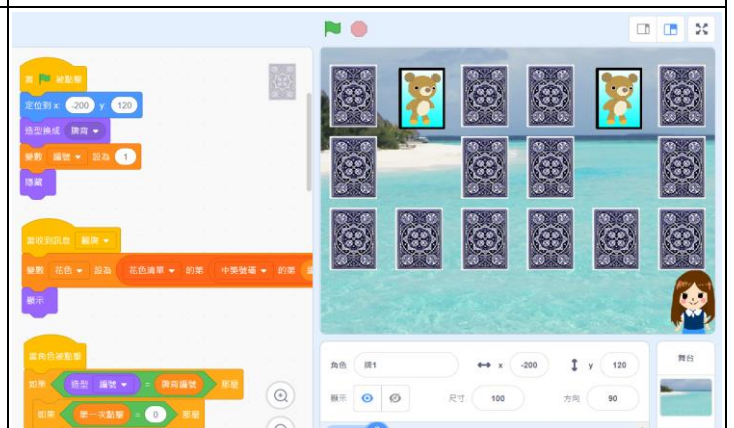 當 被點擊
定位到 x: -200 y: 120
造型換成 牌背
變數 編號 設為 1
隱藏
當收到訊息
變數 花色 設為 花色清單 的第 中獎號碼 的第
顯示
當角色被點擊
如果 造型 編號 = 牌背編號 那麼
如果 第一次點擊 = 0 那麼
角色 牌1 x -200 y 120
顯示 尺寸 100 方向 90
舞台